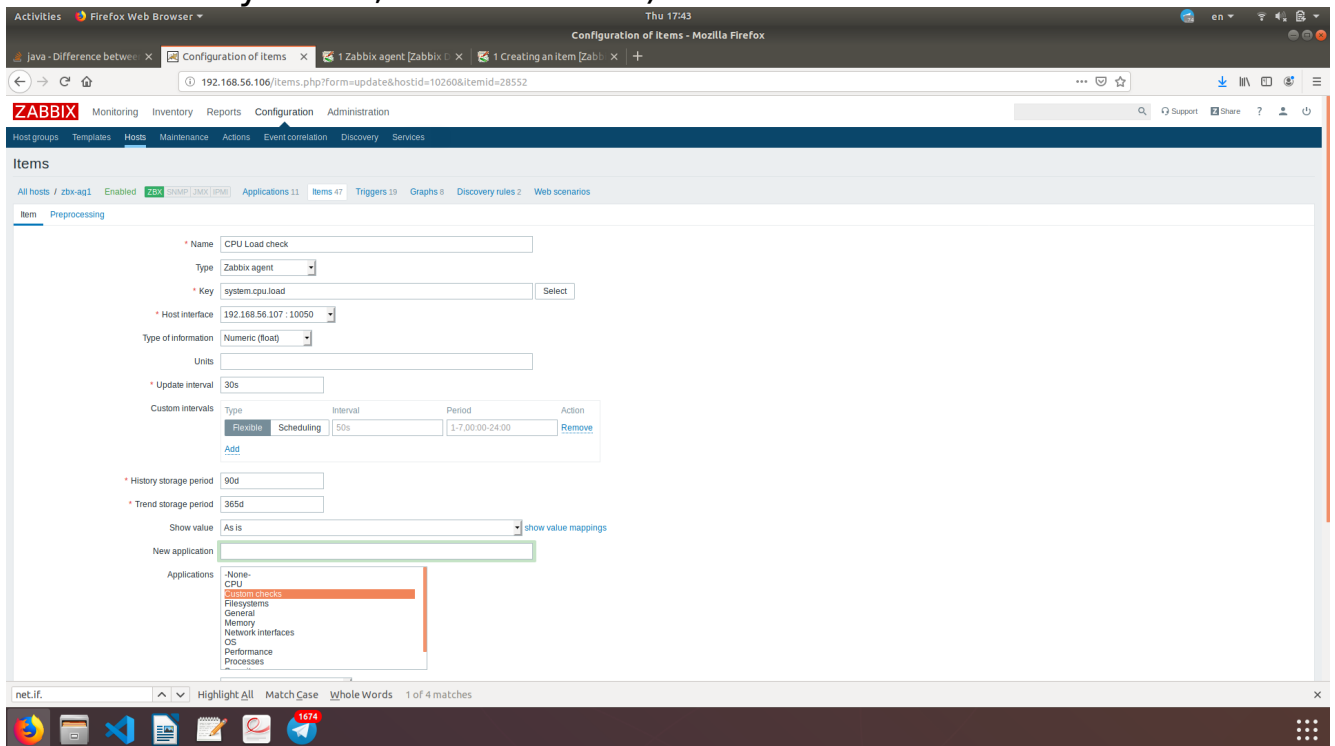 Activities Firefox Web Browser Thu 17:43 en
Configuration of items - Mozilla Firefox
java - Difference betwee Configuration of items 1 Zabbix agent [Zabbix D 1 Creating an item [Zabb
192.168.56.106/items.php?form=update&hostid=10260&itemid=28552
ZABBIX Monitoring Inventory Reports Configuration Administration Support Z Share ?
Host groups Templates Hosts Maintenance Actions Event correlation Discovery Services
Items
All hosts / zbx-ag1 Enabled ZBX SNMP JMX IPMI Applications 11 Items 47 Triggers 19 Graphs 8 Discovery rules 2 Web scenarios
Item Preprocessing
* Name CPU Load check
Type Zabbix agent
* Key system.cpu.load Select
* Host interface 192.168.56.107 : 10050
Type of information Numeric (float)
Units
* Update interval 30s
Custom intervals Type Interval Period Action
Flexible Scheduling 50s 1-7,00:00-24:00 Remove
Add
* History storage period 90d
* Trend storage period 365d
Show value As is show value mappings
New application
Applications -None-
CPU
Custom checks
Filesystems
General
Memory
Network interfaces
OS
Performance
Processes
net.if. Highlight All Match Case Whole Words 1 of 4 matches
1674